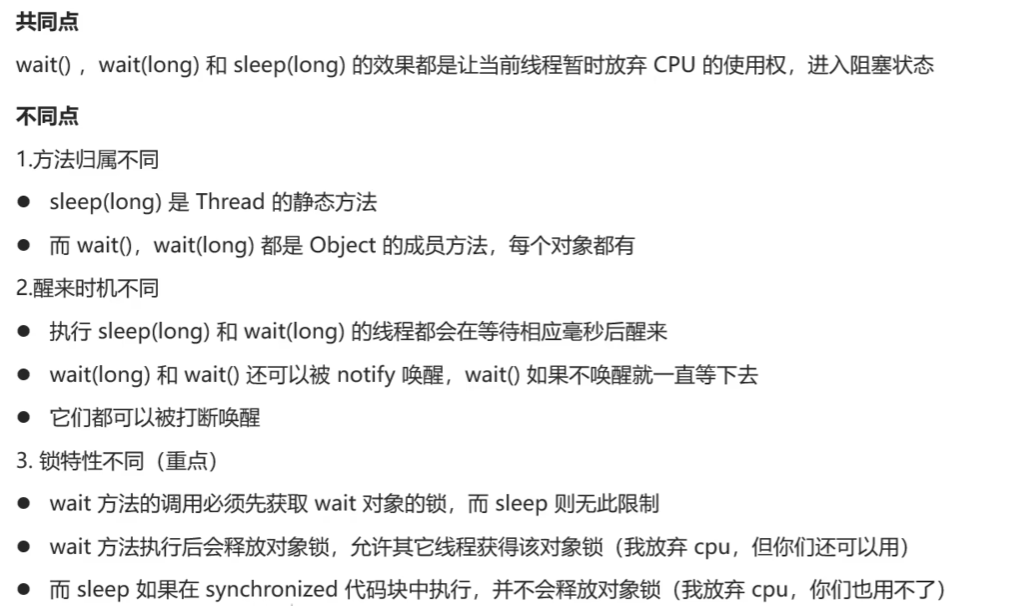 共同点
wait() ，wait(long) 和 sleep(long) 的效果都是让当前线程暂时放弃 CPU 的使用权，进入阻塞状态
不同点
1.方法归属不同
● sleep(long) 是 Thread 的静态方法
● 而 wait()，wait(long) 都是 Object 的成员方法，每个对象都有
2.醒来时机不同
● 执行 sleep(long) 和 wait(long) 的线程都会在等待相应毫秒后醒来
● wait(long) 和 wait() 还可以被 notify 唤醒，wait() 如果不唤醒就一直等下去
● 它们都可以被打断唤醒
3. 锁特性不同（重点）
● wait 方法的调用必须先获取 wait 对象的锁，而 sleep 则无此限制
● wait 方法执行后会释放对象锁，允许其它线程获得该对象锁（我放弃 cpu，但你们还可以用）
● 而 sleep 如果在 synchronized 代码块中执行，并不会释放对象锁（我放弃 cpu，你们也用不了）